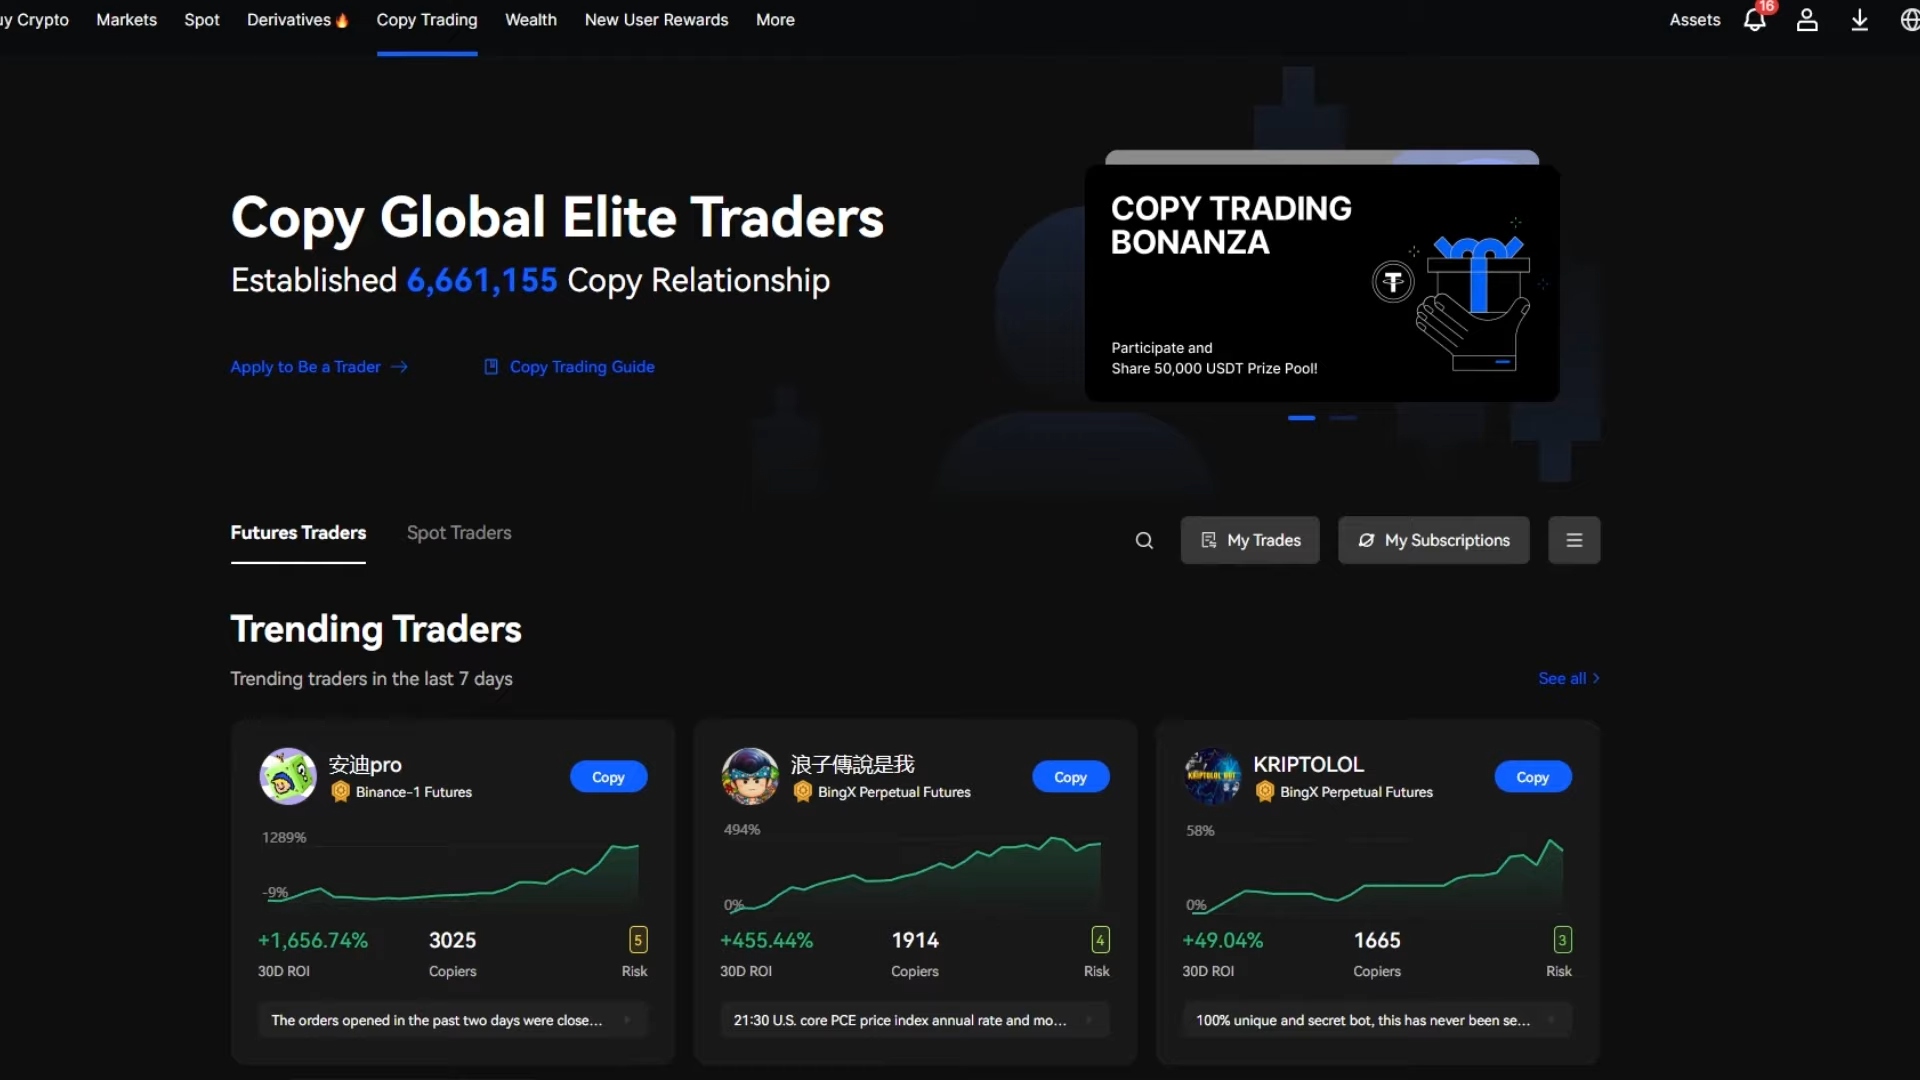 Crypto
Markets
Spot
Derivatives
Copy Trading
Wealth
New User Rewards
More
Assets
16
Copy Global Elite Traders
Established 6,661,155 Copy Relationship
Apply to Be a Trader
Copy Trading Guide
COPY TRADING
BONANZA
Participate and
Share 50,000 USDT Prize Pool!
Futures Traders
Spot Traders
My Trades
My Subscriptions
Trending Traders
Trending traders in the last 7 days
See all
安迪pro
Binance-1 Futures
Copy
1289%
-9%
+1,656.74%
3025
5
30D ROI
Copiers
Risk
The orders opened in the past two days were close...
浪子傳說是我
BingX Perpetual Futures
Copy
494%
0%
+455.44%
1914
4
30D ROI
Copiers
Risk
21:30 U.S. core PCE price index annual rate and mo...
KRIPTOLOL
BingX Perpetual Futures
Copy
58%
0%
+49.04%
1665
3
30D ROI
Copiers
Risk
100% unique and secret bot, this has never been se...